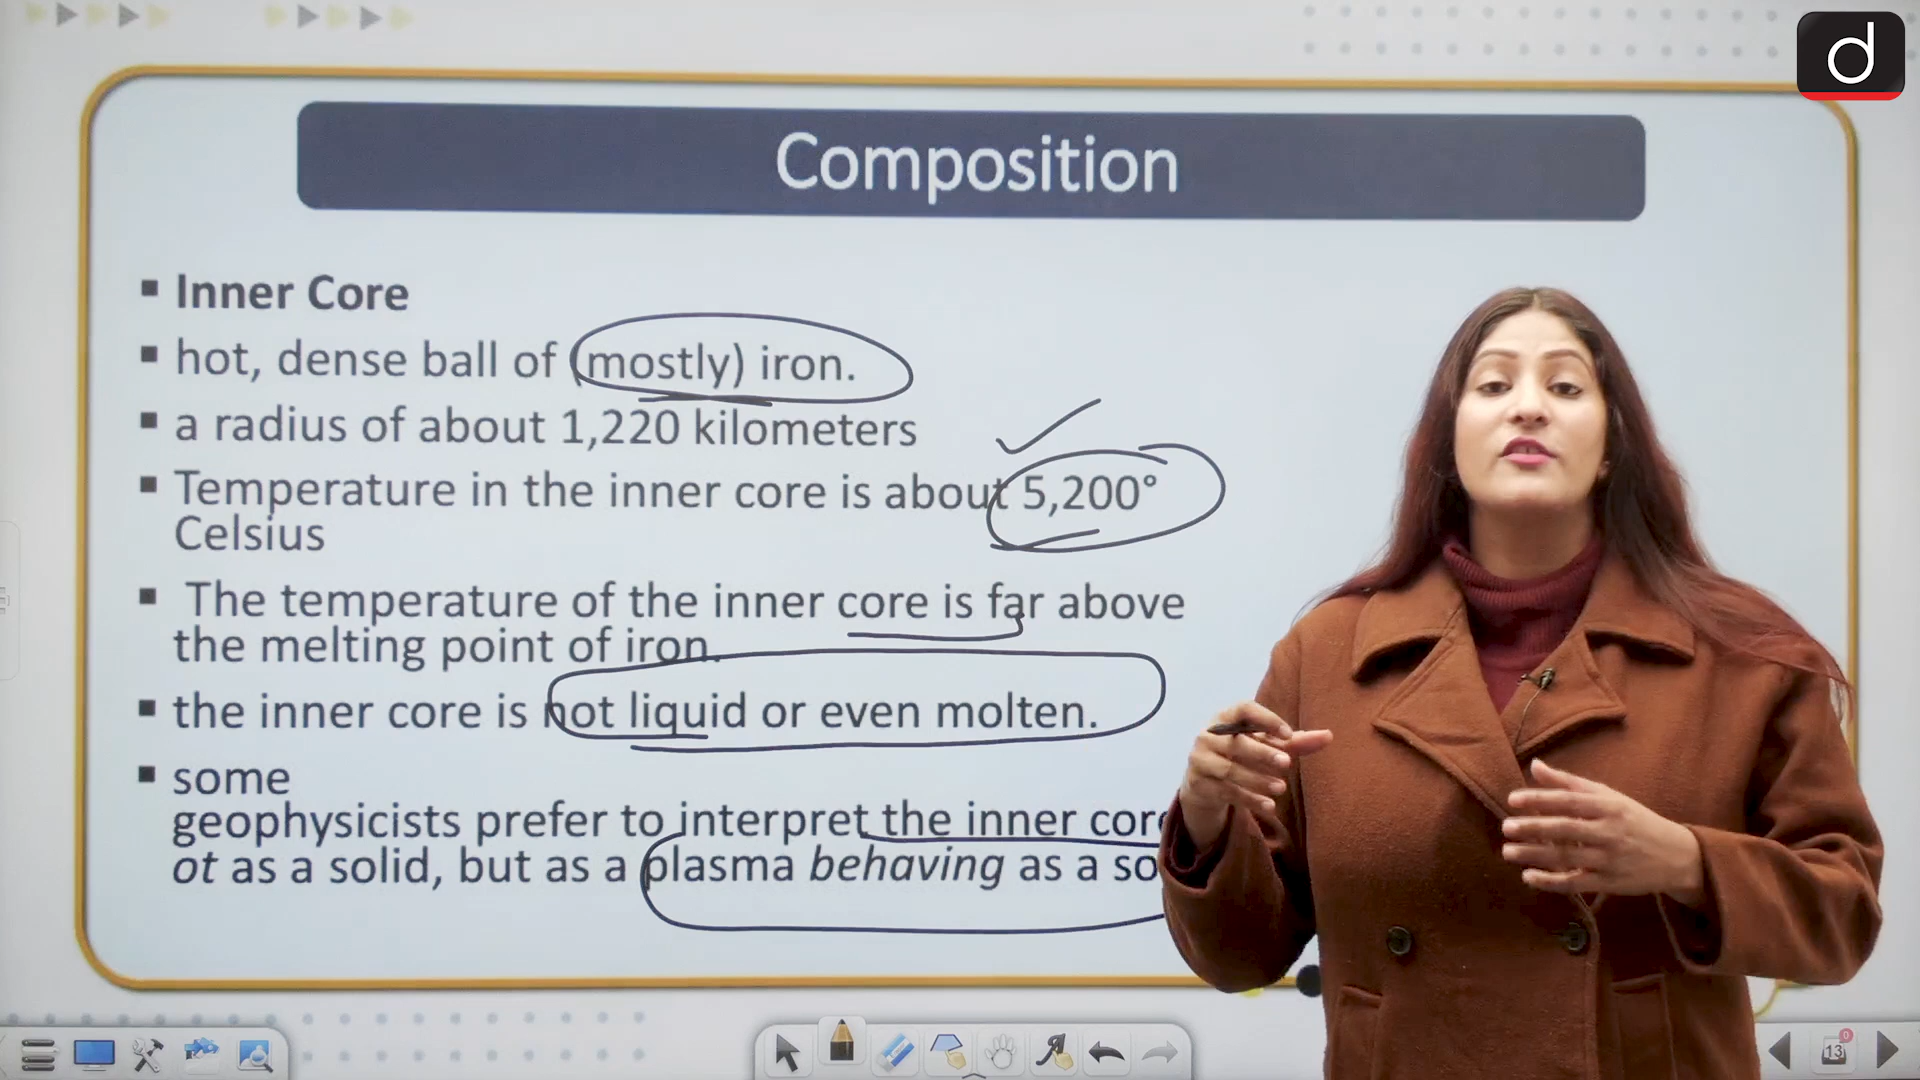 d
Composition
Inner Core
hot, dense ball of (mostly) iron.
a radius of about 1,220 kilometers
Temperature in the inner core is about 5,200°
Celsius
The temperature of the inner core is far above
the melting point of iron.
the inner core is not liquid or even molten.
some
geophysicists prefer to interpret the inner
ot as a solid, but as a plasma behaving as a
13
0